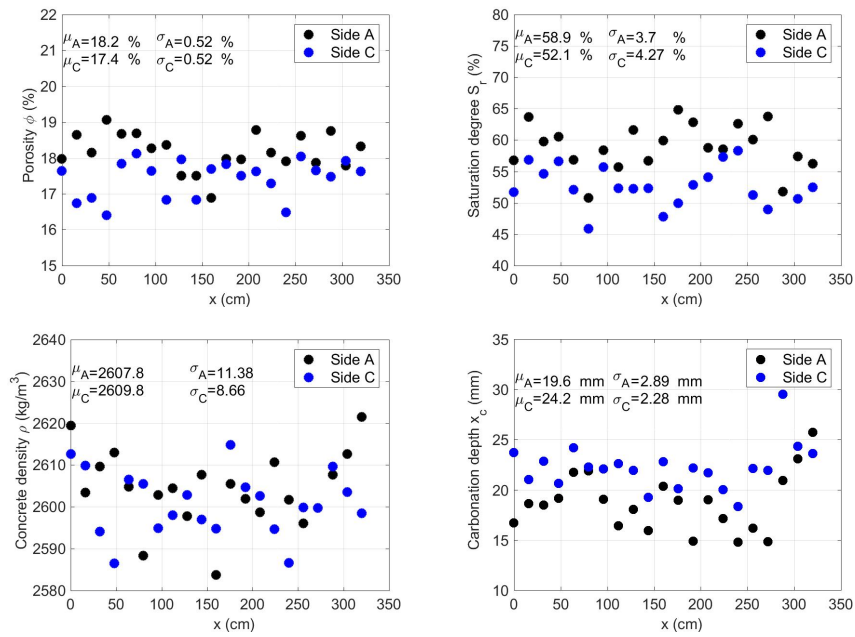 22
21
20
19
18
17
16
15
0 50 100 150 200 250 300 350
x (cm)
Porosity ϕ (%)
μA=18.2 % σA=0.52 %
μC=17.4 % σC=0.52 %
Side A
Side C
80
75
70
65
60
55
50
45
40
0 50 100 150 200 250 300 350
x (cm)
Saturation degree Sr (%)
μA=58.9 % σA=3.7 %
μC=52.1 % σC=4.27 %
Side A
Side C
2640
2630
2620
2610
2600
2590
2580
0 50 100 150 200 250 300 350
x (cm)
Concrete density ρ (kg/m³)
μA=2607.8 σA=11.38
μC=2609.8 σC=8.66
Side A
Side C
35
30
25
20
15
10
0 50 100 150 200 250 300 350
x (cm)
Carbonation depth xc (mm)
μA=19.6 mm σA=2.89 mm
μC=24.2 mm σC=2.28 mm
Side A
Side C